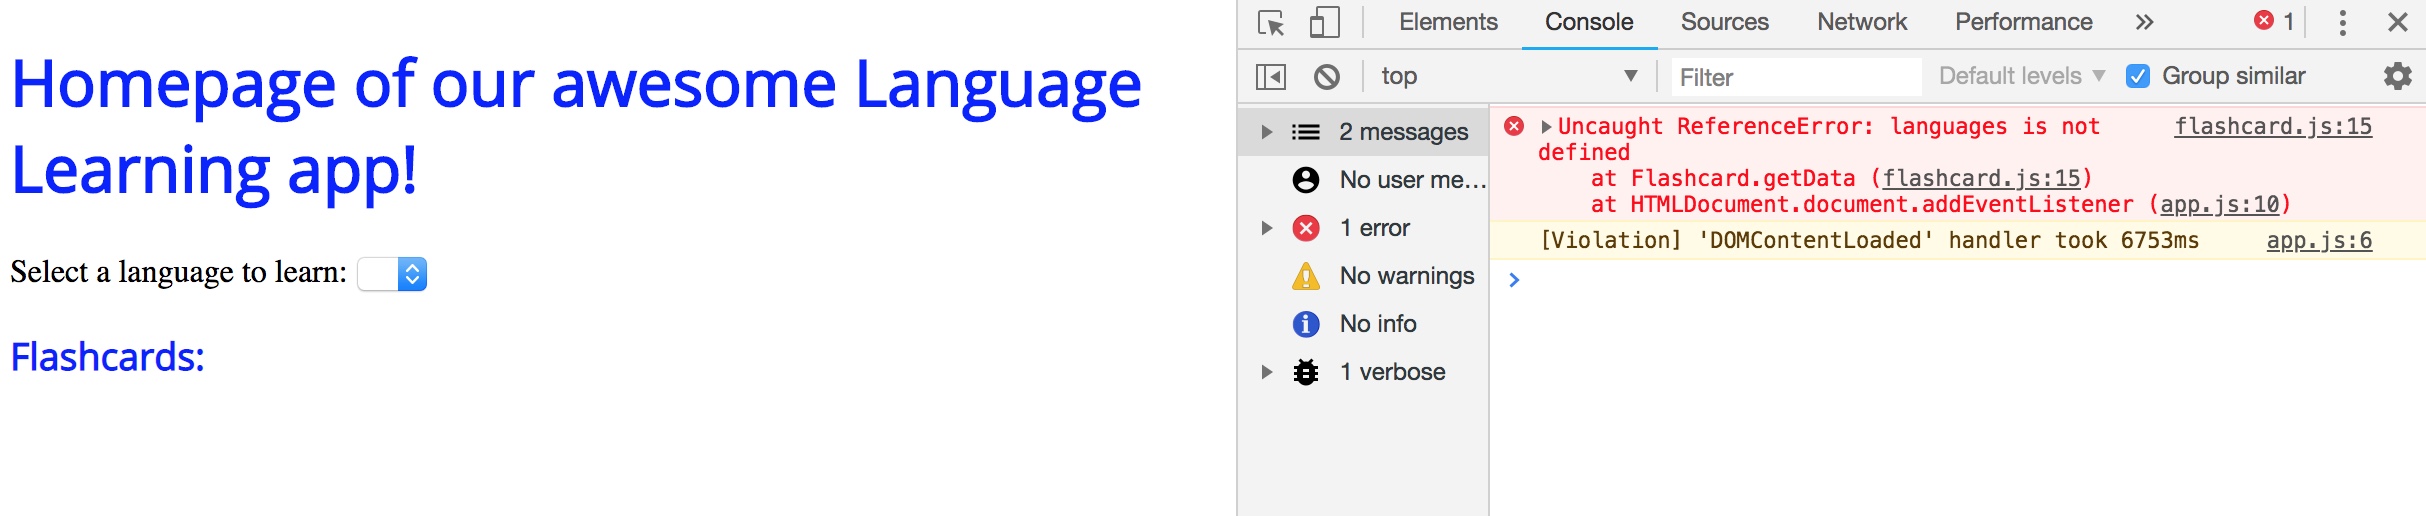 Homepage of our awesome Language
Learning app!
Select a language to learn:
Flashcards:
Elements Console Sources Network Performance » 1
top Filter Default levels Group similar
2 messages
No user me...
1 error
No warnings
No info
1 verbose
Uncaught ReferenceError: languages is not flashcard.js:15
defined
at Flashcard.getData (flashcard.js:15)
at HTMLDocument.document.addEventListener (app.js:10)
[Violation] 'DOMContentLoaded' handler took 6753ms app.js:6